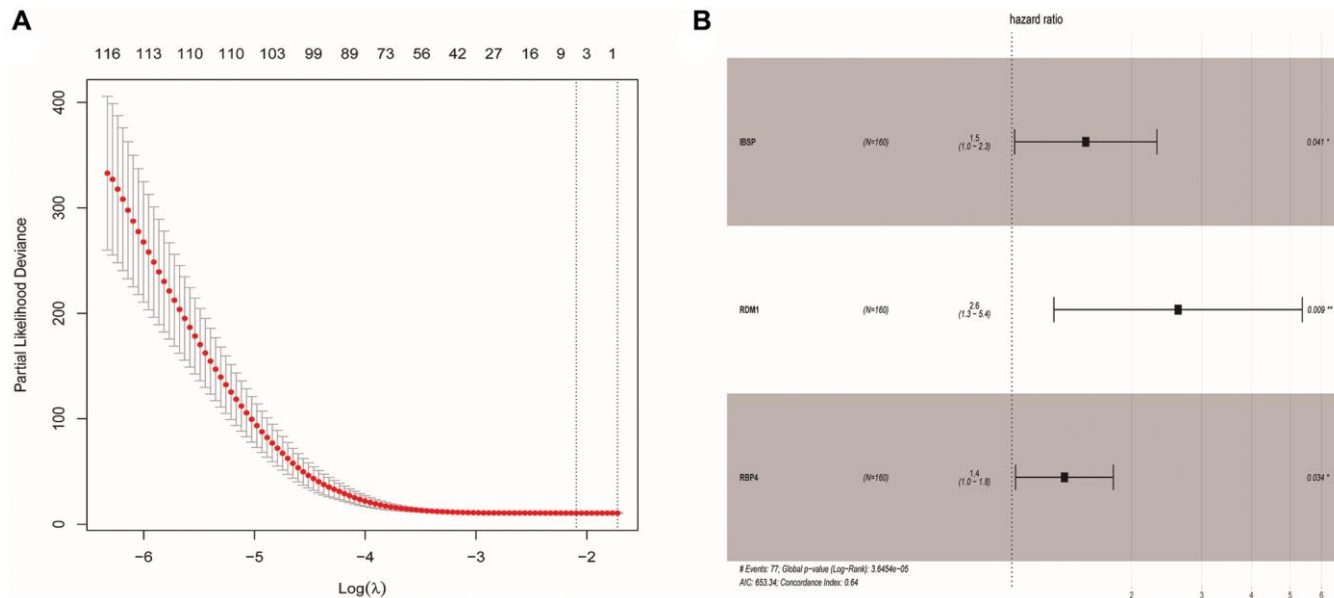 A
116 113 110 110 103 99 89 73 56 42 27 16 9 3 1
400
300
200
100
0
Partial Likelihood Deviance
−6 −5 −4 −3 −2
Log(λ)
B
hazard ratio
IBSP (N=160) 1.5 0.041 *
(1.0 − 2.3)
RDM1 (N=160) 2.6 0.009 **
(1.3 − 5.4)
RBP4 (N=160) 1.4 0.034 *
(1.0 − 1.8)
# Events: 77; Global p−value (Log−Rank): 3.6454e−05
AIC: 653.34; Concordance Index: 0.64
2 3 4 5 6